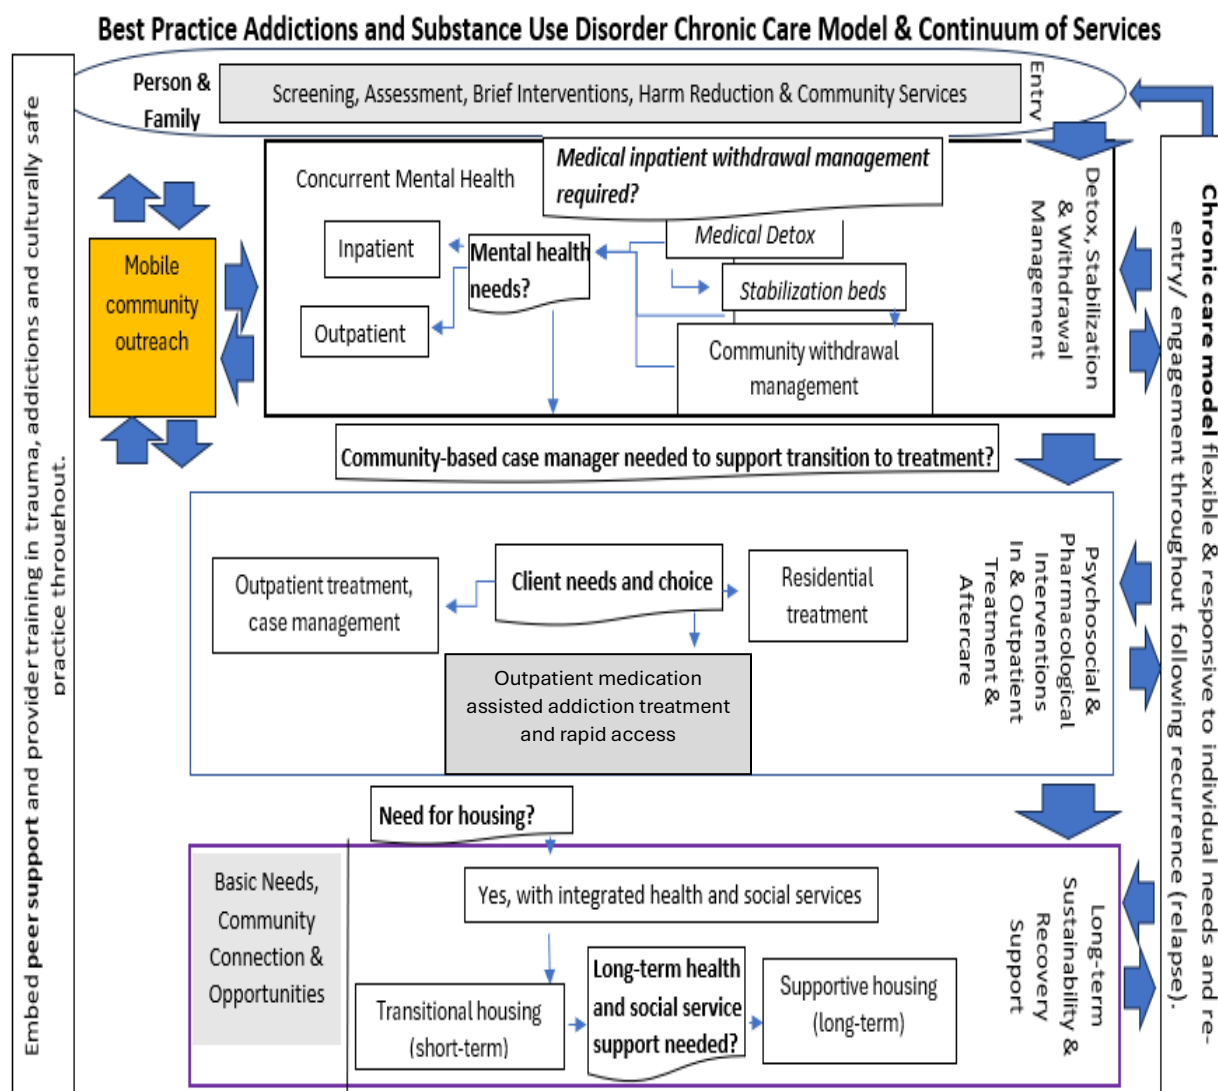 Best Practice Addictions and Substance Use Disorder Chronic Care Model & Continuum of Services
Person &
Family
Screening, Assessment, Brief Interventions, Harm Reduction & Community Services
Entry
Embed peer support and provider training in trauma, addictions and culturally safe
practice throughout.
Chronic care model flexible & responsive to individual needs and re-
entry/ engagement throughout following recurrence (relapse).
Mobile
community
outreach
Concurrent Mental Health
Medical inpatient withdrawal management
required?
Inpatient
Outpatient
Mental health
needs?
Medical Detox
Stabilization beds
Community withdrawal
management
Detox, Stabilization
& Withdrawal
Management
Community-based case manager needed to support transition to treatment?
Outpatient treatment,
case management
Client needs and choice
Residential
treatment
Outpatient medication
assisted addiction treatment
and rapid access
Psychosocial &
Pharmacological
Interventions
In & Outpatient
Treatment &
Aftercare
Need for housing?
Basic Needs,
Community
Connection &
Opportunities
Yes, with integrated health and social services
Transitional housing
(short-term)
Long-term health
and social service
support needed?
Supportive housing
(long-term)
Long-term
Sustainability &
Recovery
Support